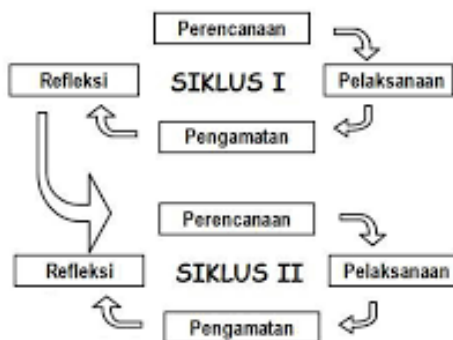 Perencanaan
Refleksi SIKLUS I Pelaksanaan
Pengamatan
Perencanaan
Refleksi SIKLUS II Pelaksanaan
Pengamatan